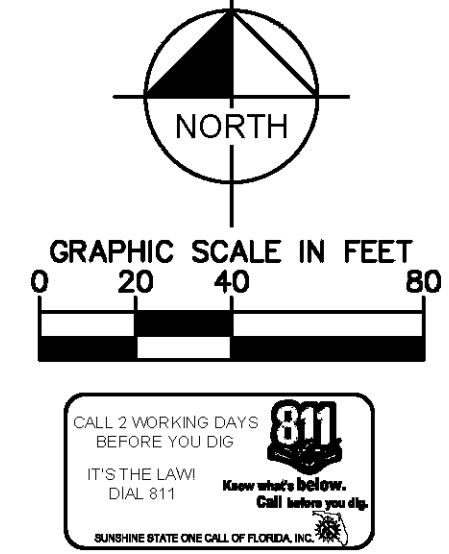 NORTH
GRAPHIC SCALE IN FEET
0 20 40 80
CALL 2 WORKING DAYS
BEFORE YOU DIG
IT'S THE LAW!
DIAL 811
811
Know what's below.
Call before you dig.
SUNSHINE STATE ONE CALL OF FLORIDA, INC.